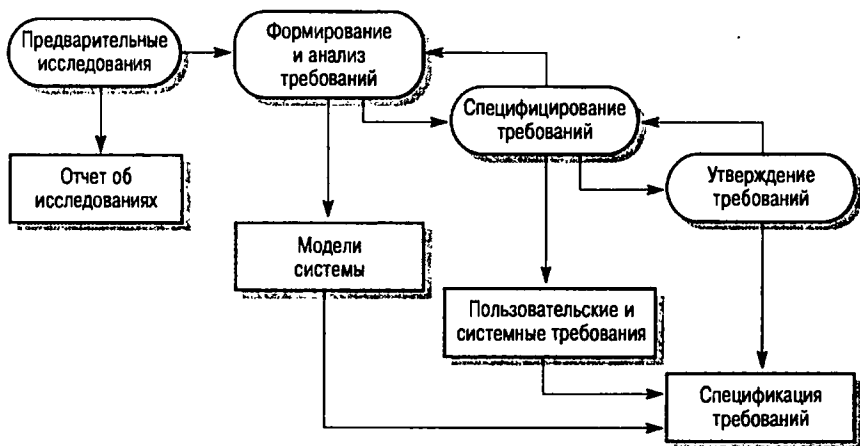 Предварительные
исследования
Формирование
и анализ
требований
Специфицирование
требований
Утверждение
требований
Отчет об
исследованиях
Модели
системы
Пользовательские и
системные требования
Спецификация
требований